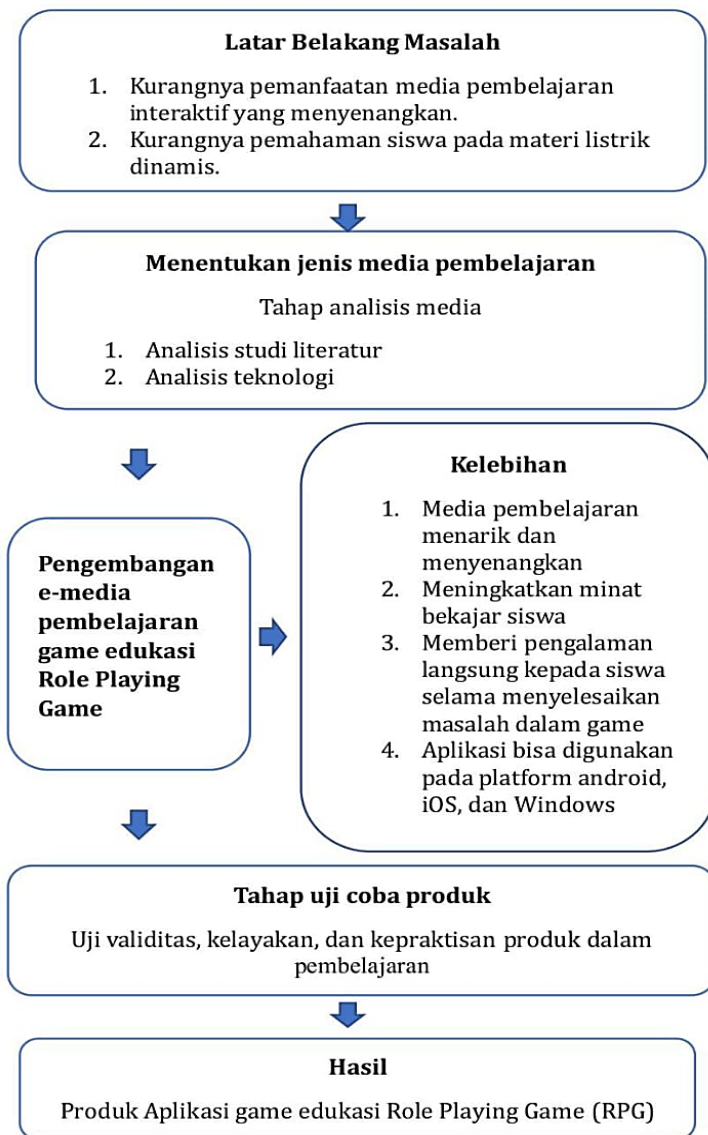 Latar Belakang Masalah
1. Kurangnya pemanfaatan media pembelajaran
interaktif yang menyenangkan.
2. Kurangnya pemahaman siswa pada materi listrik
dinamis.
Menentukan jenis media pembelajaran
Tahap analisis media
1. Analisis studi literatur
2. Analisis teknologi
Pengembangan
e-media
pembelajaran
game edukasi
Role Playing
Game
Kelebihan
1. Media pembelajaran
menarik dan
menyenangkan
2. Meningkatkan minat
bekajar siswa
3. Memberi pengalaman
langsung kepada siswa
selama menyelesaikan
masalah dalam game
4. Aplikasi bisa digunakan
pada platform android,
iOS, dan Windows
Tahap uji coba produk
Uji validitas, kelayakan, dan kepraktisan produk dalam
pembelajaran
Hasil
Produk Aplikasi game edukasi Role Playing Game (RPG)